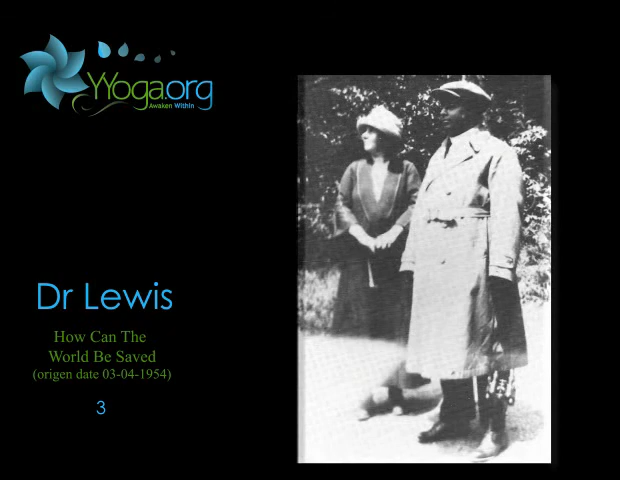 YYoga.org
Awaken Within
Dr Lewis
How Can The
World Be Saved
(origen date 03-04-1954)
3